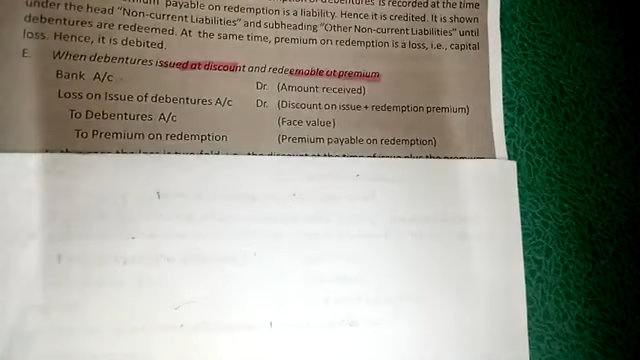 payable on redemption is a liability. Hence it is credited. It is shown
under the head "Non-current Liabilities" and subheading "Other Non-current Liabilities" until
debentures are redeemed. At the same time, premium on redemption is a loss, i.e., capital
loss. Hence, it is debited.
E. When debentures issued at discount and redeemable at premium
Bank A/c Dr. (Amount received)
Loss on Issue of debentures A/c Dr. (Discount on issue + redemption premium)
To Debentures A/c (Face value)
To Premium on redemption (Premium payable on redemption)